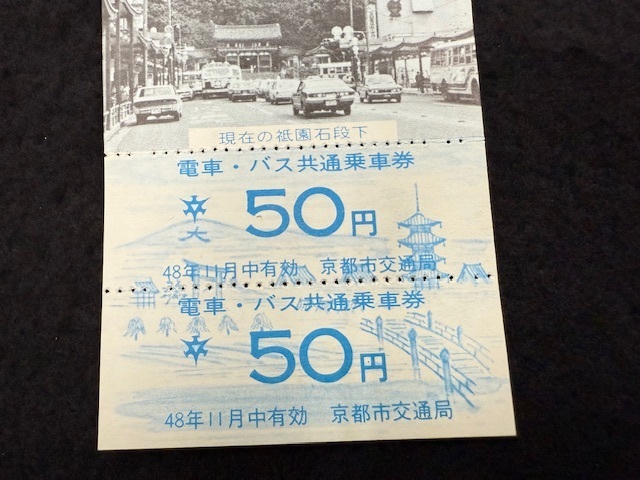 現在の祇園石段下
電車・バス共通乗車券
50円
大
48年11月中有効　京都市交通局
電車・バス共通乗車券
50円
48年11月中有効　京都市交通局